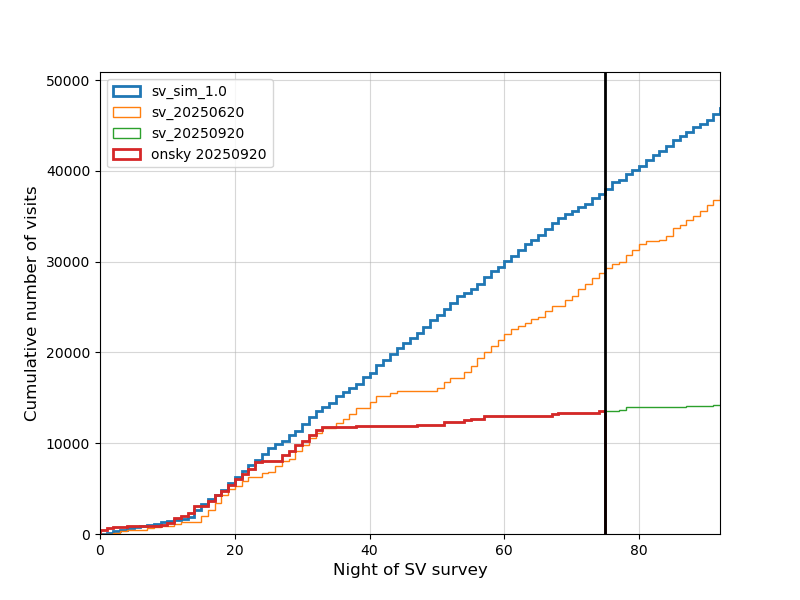 50000
40000
30000
20000
10000
0
Cumulative number of visits
sv_sim_1.0
sv_20250620
sv_20250920
onsky 20250920
0 20 40 60 80
Night of SV survey